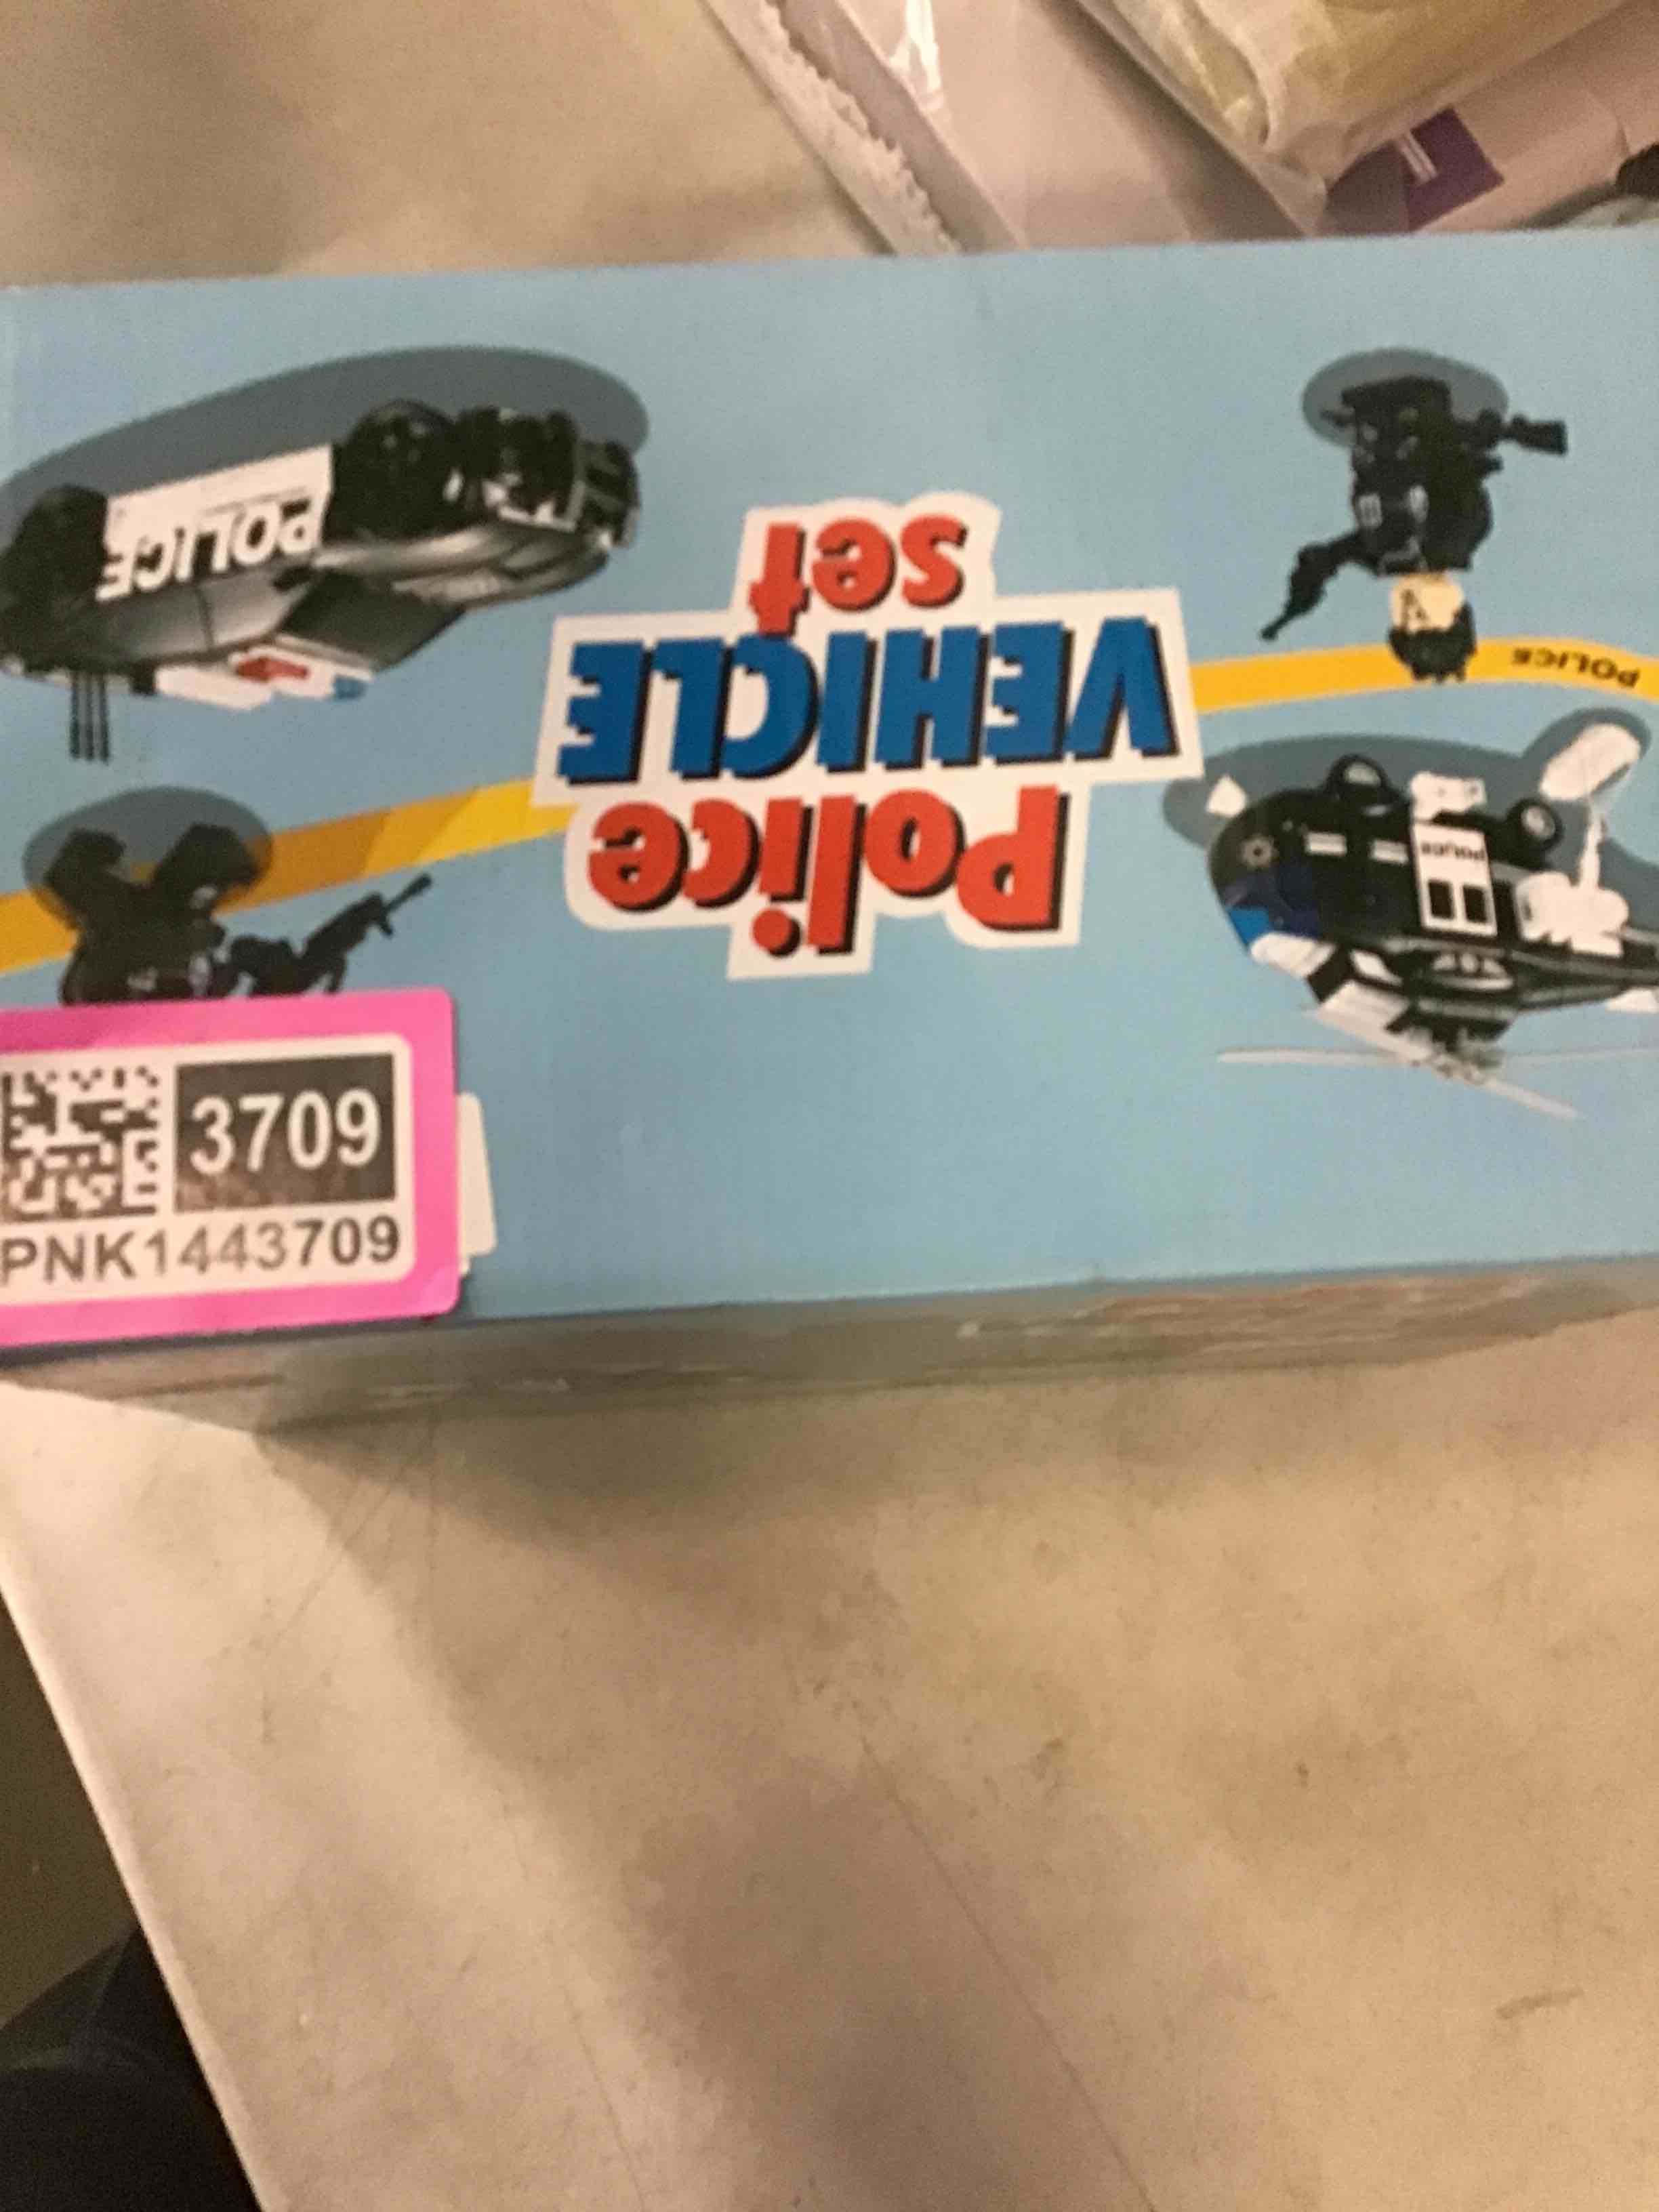 Police
VEHICLE
set
POLICE
POLICE
POLICE
3709
PNK1443709